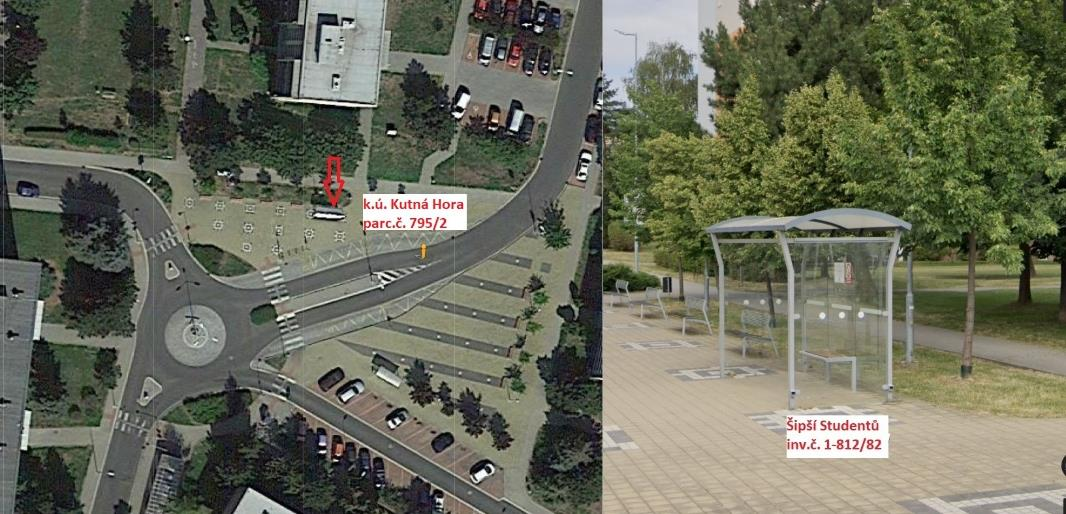 k.ú. Kutná Hora
parc.č. 795/2
Šipší Studentů
inv.č. 1-812/82